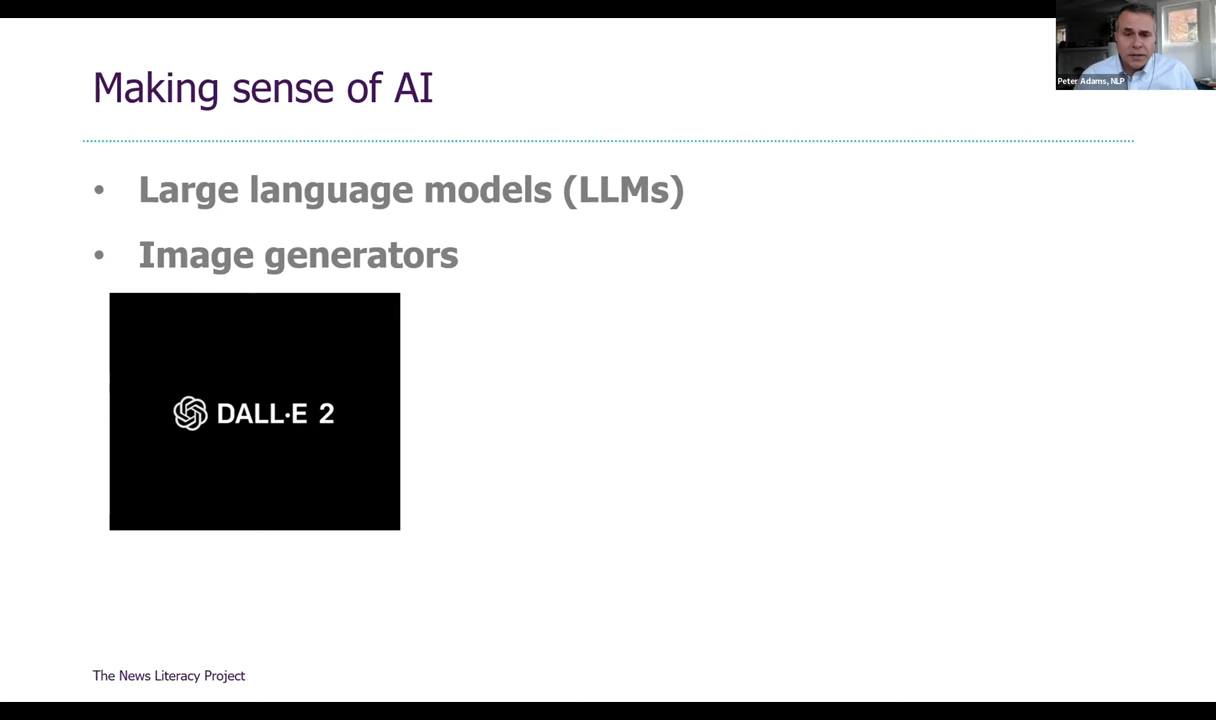 Making sense of AI
Peter Adams, NLP
• Large language models (LLMs)
• Image generators
DALL·E 2
The News Literacy Project